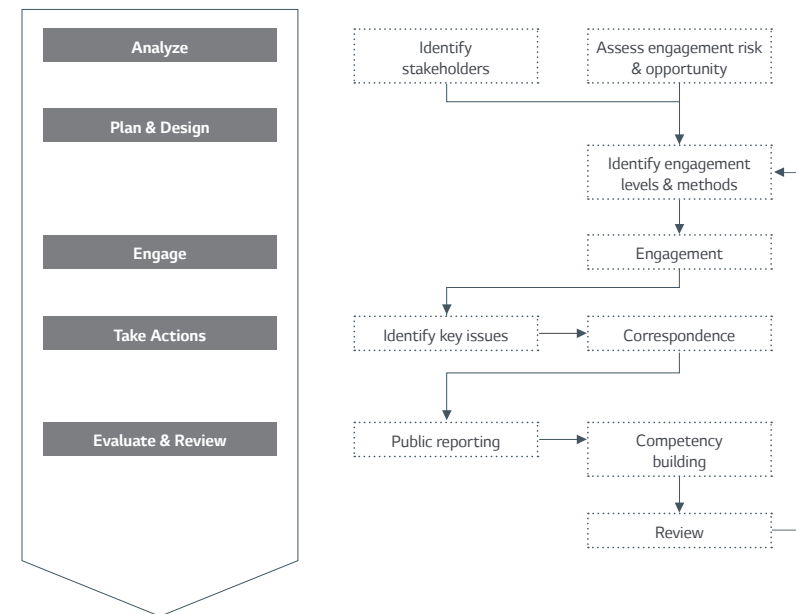 Analyze
Identify
stakeholders
Assess engagement risk
& opportunity
Plan & Design
Identify engagement
levels & methods
Engage
Engagement
Take Actions
Identify key issues
Correspondence
Evaluate & Review
Public reporting
Competency
building
Review